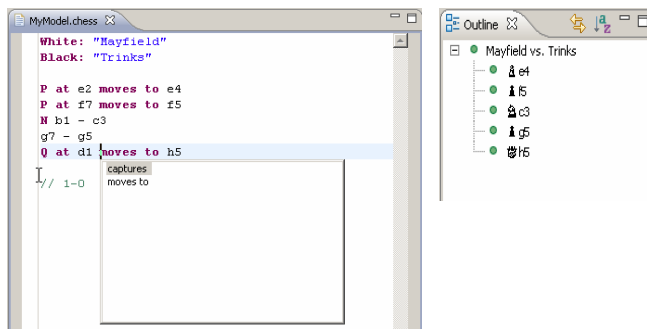 MyModel.chess
White: "Mayfield"
Black: "Trinks"
P at e2 moves to e4
P at f7 moves to f5
N b1 - c3
g7 - g5
Q at d1 moves to h5
captures
moves to
// 1-0
Outline
Mayfield vs. Trinks
e4
f5
c3
g5
h5